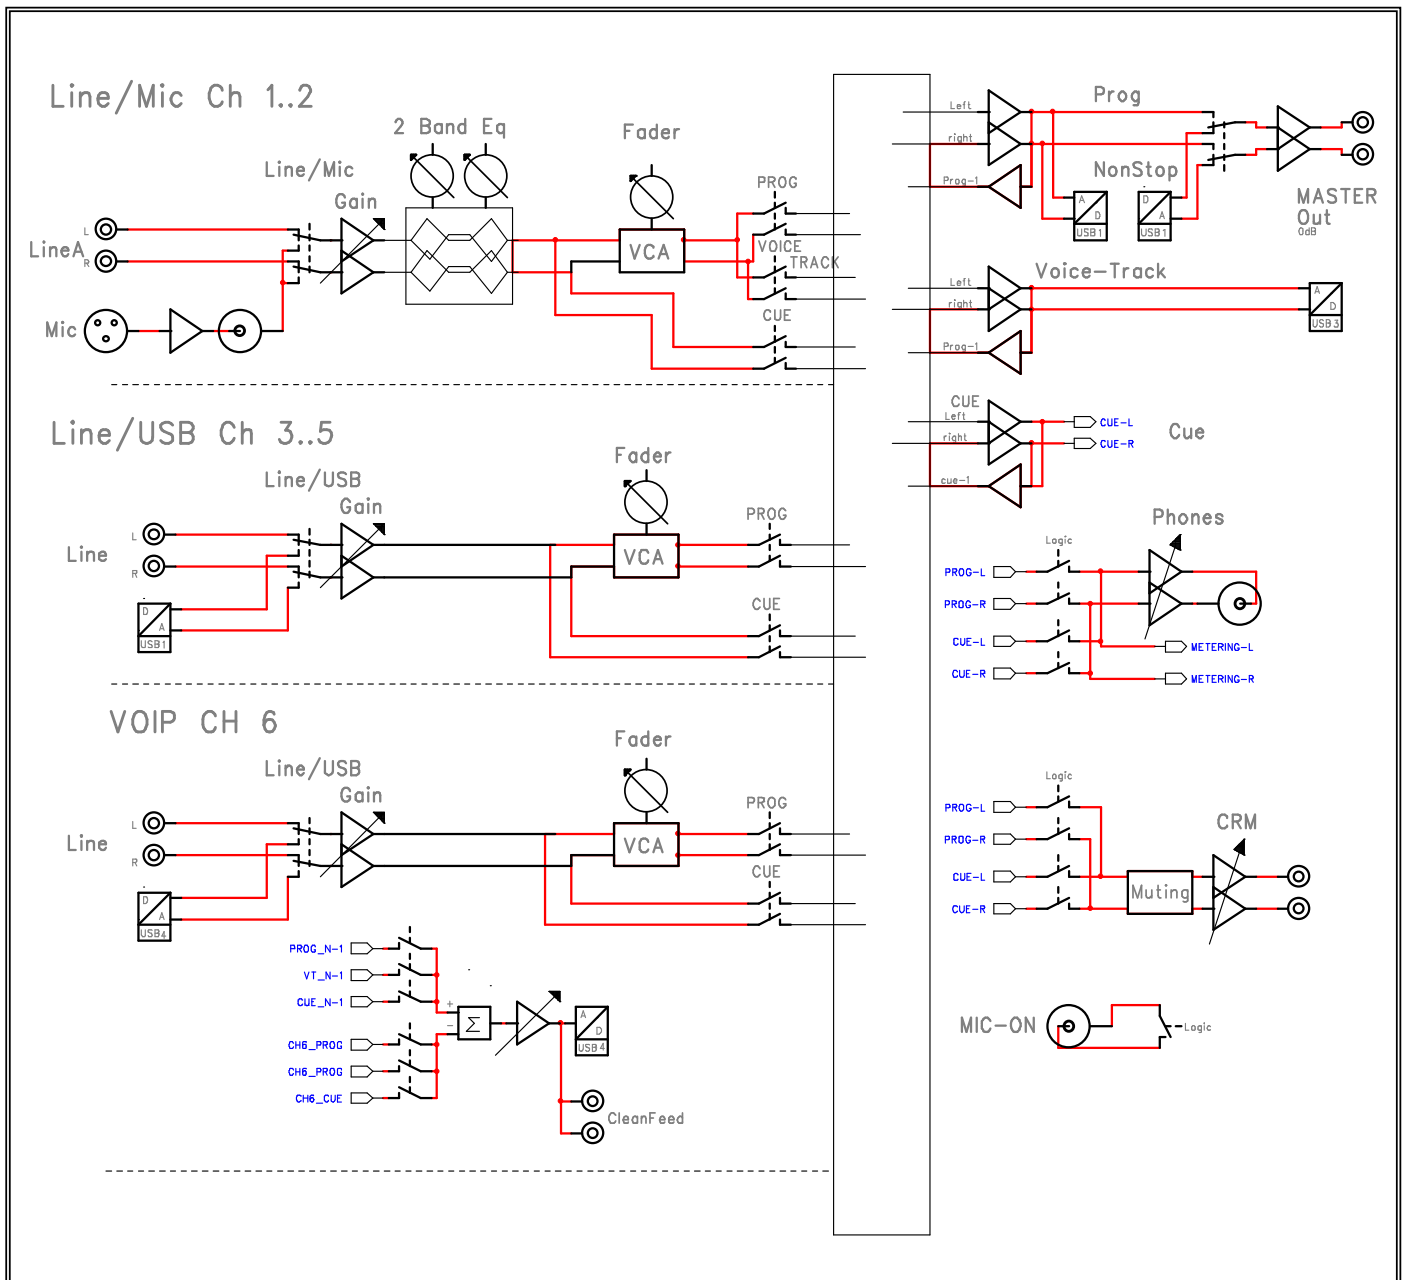 Line/Mic Ch 1..2
2 Band Eq
Fader
Line/Mic
Gain
PROG
L
LineA
R
VCA
VOICE
TRACK
Mic
CUE
Line/USB Ch 3..5
Line/USB
Gain
Fader
PROG
L
Line
R
VCA
D
A
USB1
CUE
VOIP CH 6
Line/USB
Gain
Fader
PROG
L
Line
R
VCA
CUE
D
A
USB4
PROG_N-1
VT_N-1
CUE_N-1
+
−
Σ
A
D
USB4
CH6_PROG
CH6_PROG
CH6_CUE
CleanFeed
Left
Prog
right
Prog-1
NonStop
A
D
USB1
D
A
USB1
MASTER
Out
0dB
Voice-Track
Left
right
Prog-1
A
D
USB3
CUE
Left
right
cue-1
CUE-L
CUE-R
Cue
Phones
Logic
PROG-L
PROG-R
CUE-L
CUE-R
METERING-L
METERING-R
Logic
PROG-L
PROG-R
CUE-L
CUE-R
CRM
Muting
MIC-ON
Logic